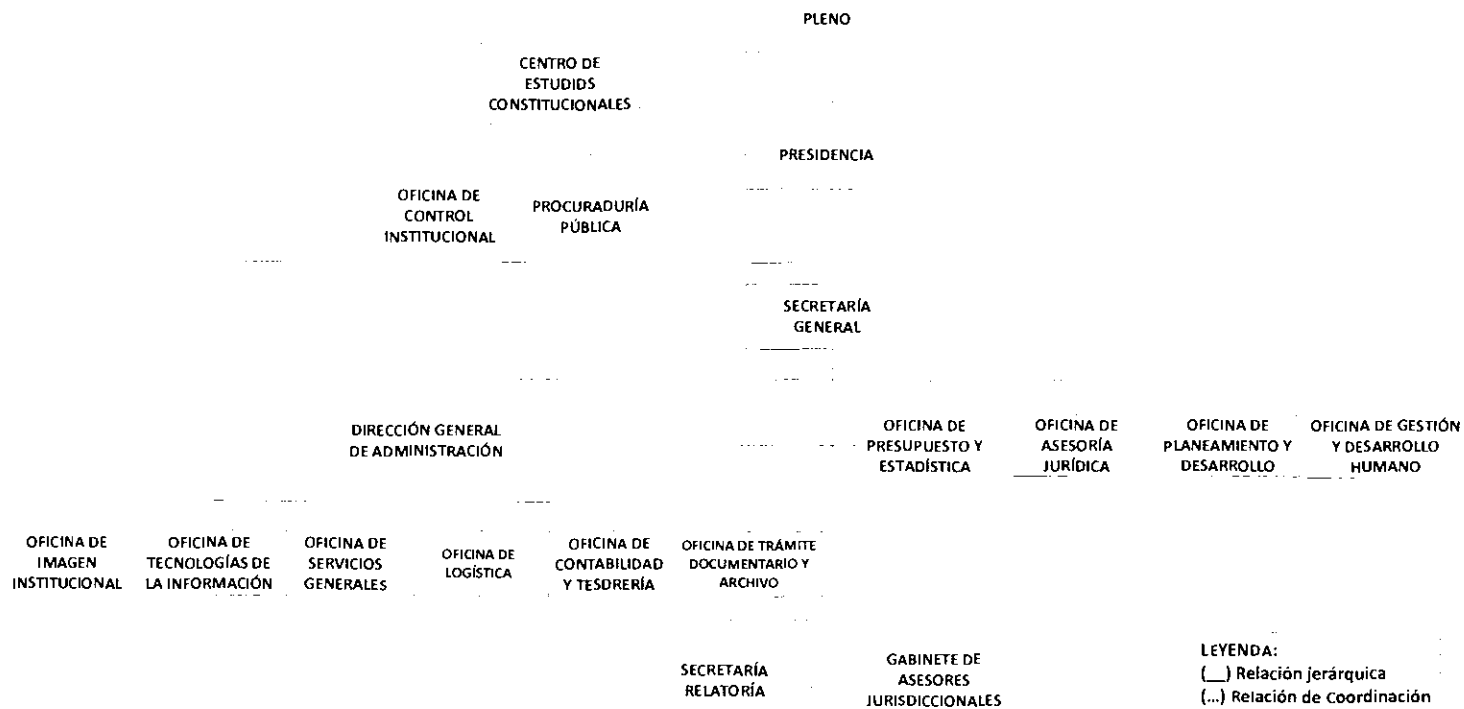 PLENO
CENTRO DE
ESTUDIDS
CONSTITUCIONALES
PRESIDENCIA
OFICINA DE
CONTROL
INSTITUCIONAL
PROCURADURÍA
PÚBLICA
SECRETARÍA
GENERAL
DIRECCIÓN GENERAL
DE ADMINISTRACIÓN
OFICINA DE
PRESUPUESTO Y
ESTADÍSTICA
OFICINA DE
ASESORÍA
JURÍDICA
OFICINA DE
PLANEAMIENTO Y
DESARROLLO
OFICINA DE GESTIÓN
Y DESARROLLO
HUMANO
OFICINA DE
IMAGEN
INSTITUCIONAL
OFICINA DE
TECNOLOGÍAS DE
LA INFORMACIÓN
OFICINA DE
SERVICIOS
GENERALES
OFICINA DE
LOGÍSTICA
OFICINA DE
CONTABILIDAD
Y TESDRERÍA
OFICINA DE TRÁMITE
DOCUMENTARIO Y
ARCHIVO
SECRETARÍA
RELATORÍA
GABINETE DE
ASESORES
JURISDICCIONALES
LEYENDA:
(__) Relación jerárquica
(...) Relación de Coordinación